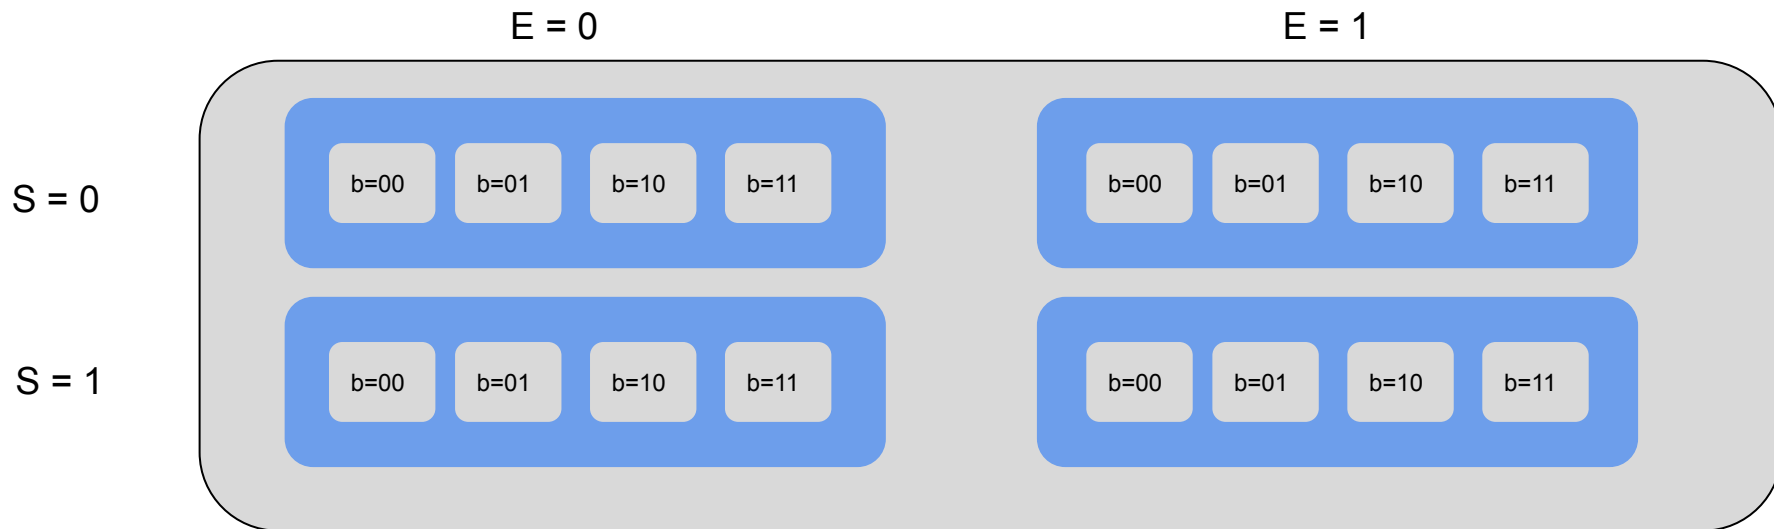 E = 0 E = 1
S = 0 b=00 b=01 b=10 b=11 b=00 b=01 b=10 b=11
S = 1 b=00 b=01 b=10 b=11 b=00 b=01 b=10 b=11